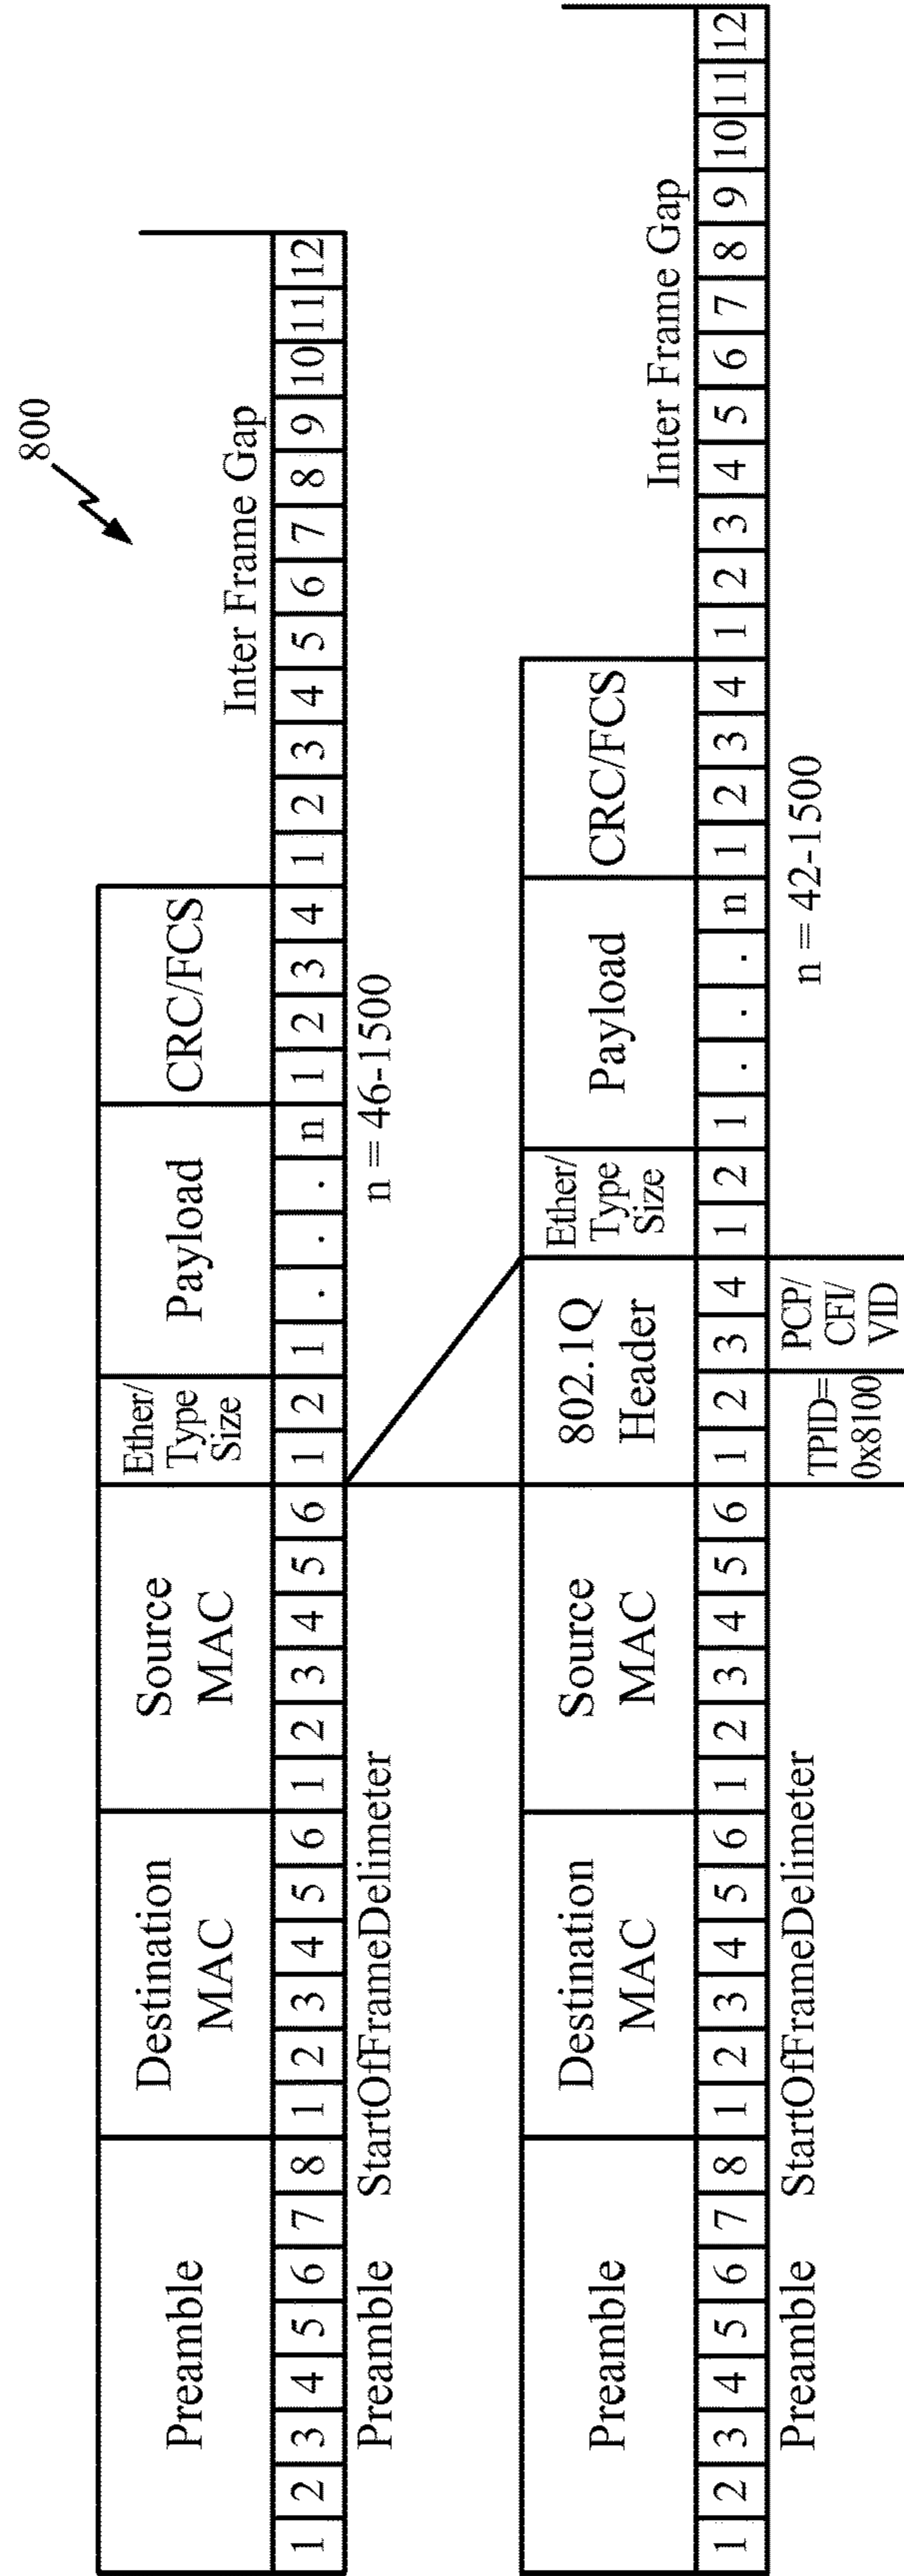 800
Inter Frame Gap
Preamble
Destination
MAC
Source
MAC
Ether/
Type
Size
Payload
CRC/FCS
1 2 3 4 5 6 7 8 1 2 3 4 5 6 1 2 3 4 5 6 1 2 1 . . . n 1 2 3 4 1 2 3 4 5 6 7 8 9 10 11 12
Preamble
StartOfFrameDelimeter
n = 46-1500
Inter Frame Gap
Preamble
Destination
MAC
Source
MAC
802.1Q
Header
Ether/
Type
Size
Payload
CRC/FCS
1 2 3 4 5 6 7 8 1 2 3 4 5 6 1 2 3 4 5 6 1 2 3 4 1 2 1 . . . n 1 2 3 4 1 2 3 4 5 6 7 8 9 10 11 12
Preamble
StartOfFrameDelimeter
TPID=
0x8100
PCP/
CFI/
VID
n = 42-1500